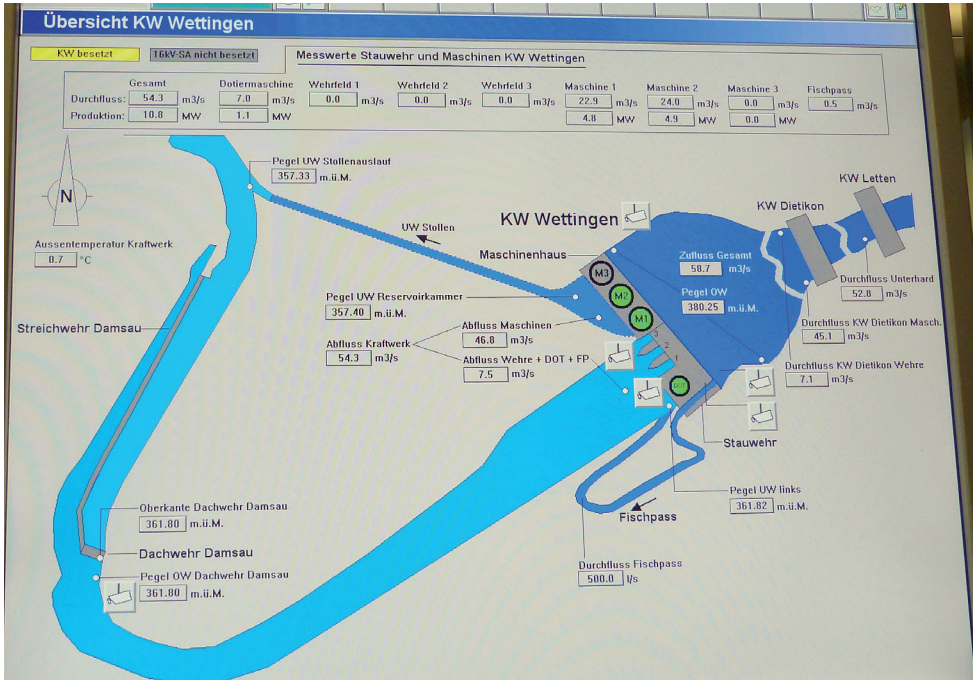 Übersicht KW Wettingen
KW besetzt
16kV-SA nicht besetzt
Messwerte Stauwehr und Maschinen KW Wettingen
Gesamt Dotiermaschine Wehrfeld 1 Wehrfeld 2 Wehrfeld 3 Maschine 1 Maschine 2 Maschine 3 Fischpass
Durchfluss: 54.3 m3/s 7.0 m3/s 0.0 m3/s 0.0 m3/s 0.0 m3/s 22.9 m3/s 24.0 m3/s 0.0 m3/s 0.5 m3/s
Produktion: 10.8 MW 1.1 MW 4.8 MW 4.9 MW 0.0 MW
N
Pegel UW Stollenauslauf
357.33 m.ü.M.
KW Letten
KW Dietikon
KW Wettingen
UW Stollen
Aussentemperatur Kraftwerk
0.7 °C
Maschinenhaus
Zufluss Gesamt
58.7 m3/s
M3
M2
M1
3
2
1
DOT
Durchfluss Unterhard
52.8 m3/s
Pegel OW
380.25 m.ü.M.
Pegel UW Reservoirkammer
357.40 m.ü.M.
Streichwehr Damsau
Abfluss Maschinen
46.8 m3/s
Durchfluss KW Dietikon Masch.
45.1 m3/s
Abfluss Kraftwerk
54.3 m3/s
Abfluss Wehre + DOT + FP
7.5 m3/s
Durchfluss KW Dietikon Wehre
7.1 m3/s
Stauwehr
Pegel UW links
361.82 m.ü.M.
Oberkante Dachwehr Damsau
361.80 m.ü.M.
Fischpass
Dachwehr Damsau
Pegel OW Dachwehr Damsau
361.80 m.ü.M.
Durchfluss Fischpass
500.0 l/s